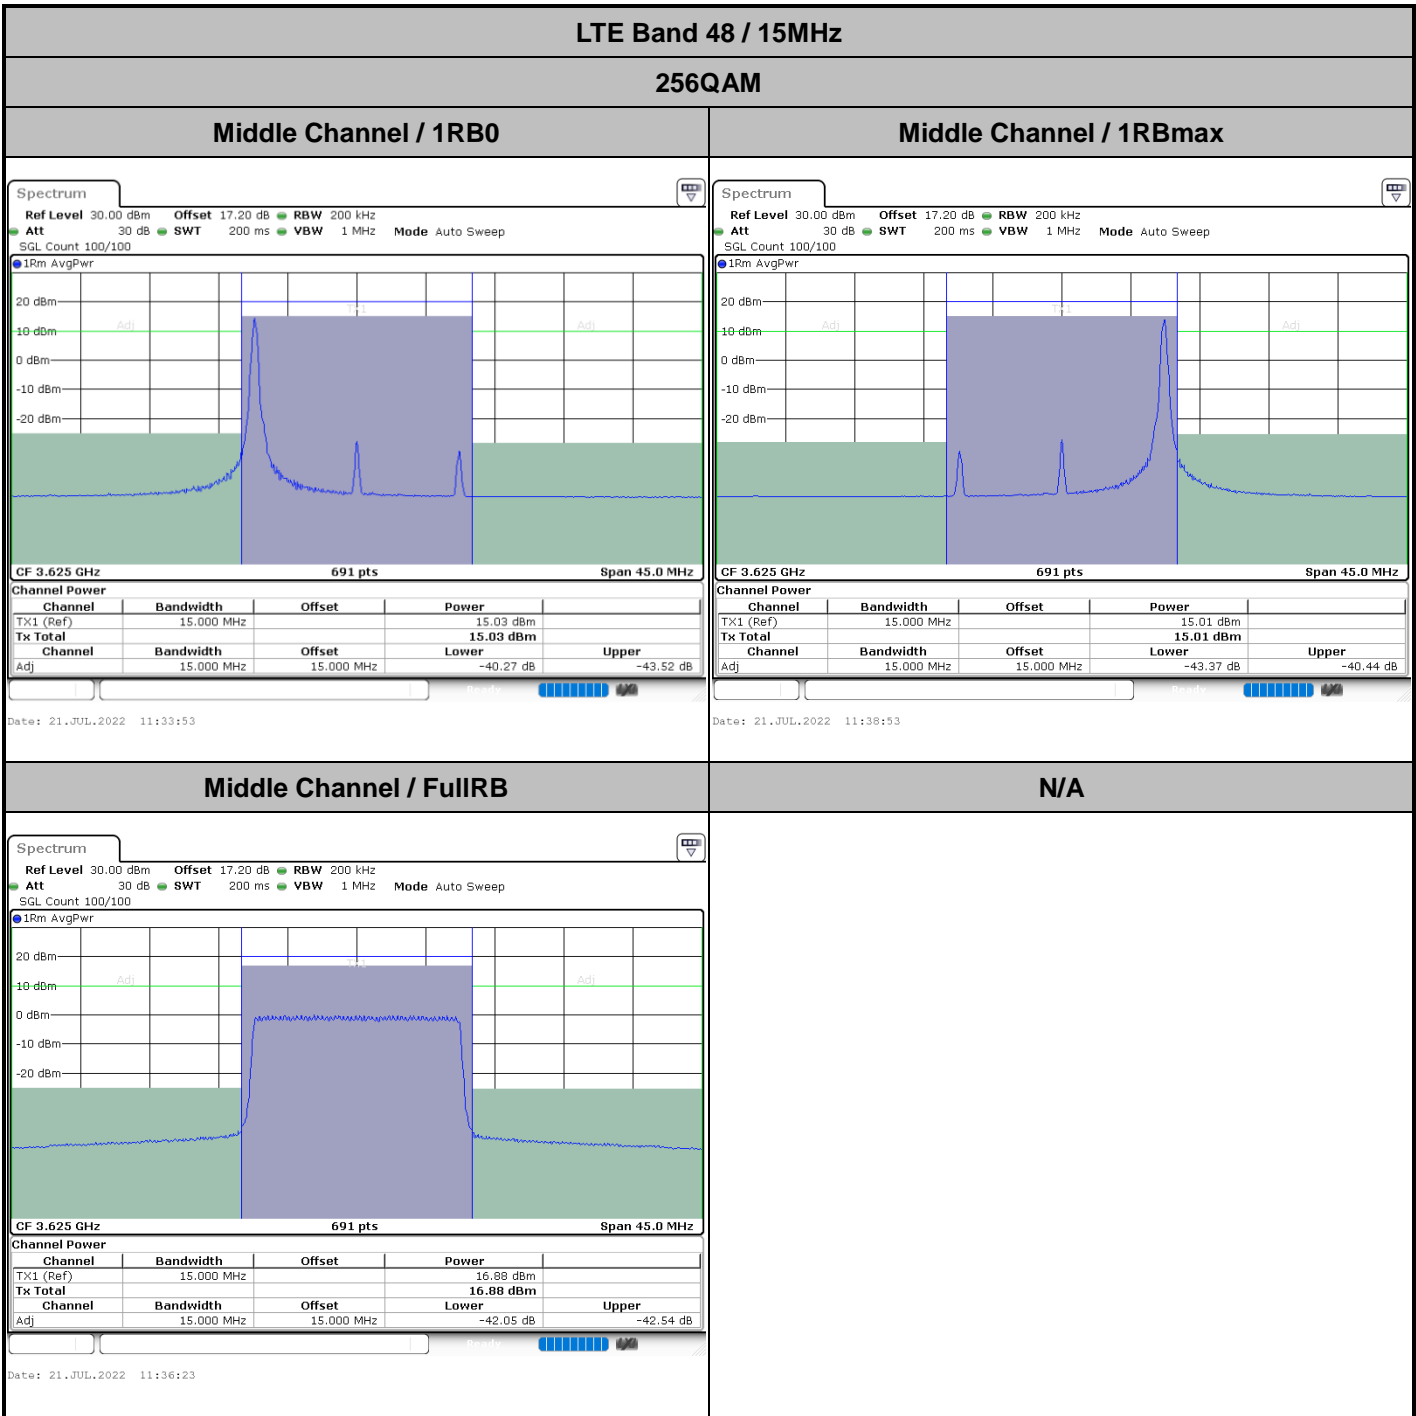 LTE Band 48 / 15MHz
256QAM
Middle Channel / 1RB0
Middle Channel / 1RBmax
Spectrum
Ref Level 30.00 dBm Offset 17.20 dB RBW 200 kHz
Att 30 dB SWT 200 ms VBW 1 MHz Mode Auto Sweep
SGL Count 100/100
1Rm AvgPwr
TX1
20 dBm
Adj
Adj
10 dBm
0 dBm
-10 dBm
-20 dBm
CF 3.625 GHz 691 pts Span 45.0 MHz
Channel Power
Channel Bandwidth Offset Power
TX1 (Ref) 15.000 MHz 15.03 dBm
Tx Total 15.03 dBm
Channel Bandwidth Offset Lower Upper
Adj 15.000 MHz 15.000 MHz -40.27 dB -43.52 dB
Ready
Date: 21.JUL.2022 11:33:53
Spectrum
Ref Level 30.00 dBm Offset 17.20 dB RBW 200 kHz
Att 30 dB SWT 200 ms VBW 1 MHz Mode Auto Sweep
SGL Count 100/100
1Rm AvgPwr
TX1
20 dBm
Adj
Adj
10 dBm
0 dBm
-10 dBm
-20 dBm
CF 3.625 GHz 691 pts Span 45.0 MHz
Channel Power
Channel Bandwidth Offset Power
TX1 (Ref) 15.000 MHz 15.01 dBm
Tx Total 15.01 dBm
Channel Bandwidth Offset Lower Upper
Adj 15.000 MHz 15.000 MHz -43.37 dB -40.44 dB
Ready
Date: 21.JUL.2022 11:38:53
Middle Channel / FullRB
N/A
Spectrum
Ref Level 30.00 dBm Offset 17.20 dB RBW 200 kHz
Att 30 dB SWT 200 ms VBW 1 MHz Mode Auto Sweep
SGL Count 100/100
1Rm AvgPwr
TX1
20 dBm
Adj
Adj
10 dBm
0 dBm
-10 dBm
-20 dBm
CF 3.625 GHz 691 pts Span 45.0 MHz
Channel Power
Channel Bandwidth Offset Power
TX1 (Ref) 15.000 MHz 16.88 dBm
Tx Total 16.88 dBm
Channel Bandwidth Offset Lower Upper
Adj 15.000 MHz 15.000 MHz -42.05 dB -42.54 dB
Ready
Date: 21.JUL.2022 11:36:23